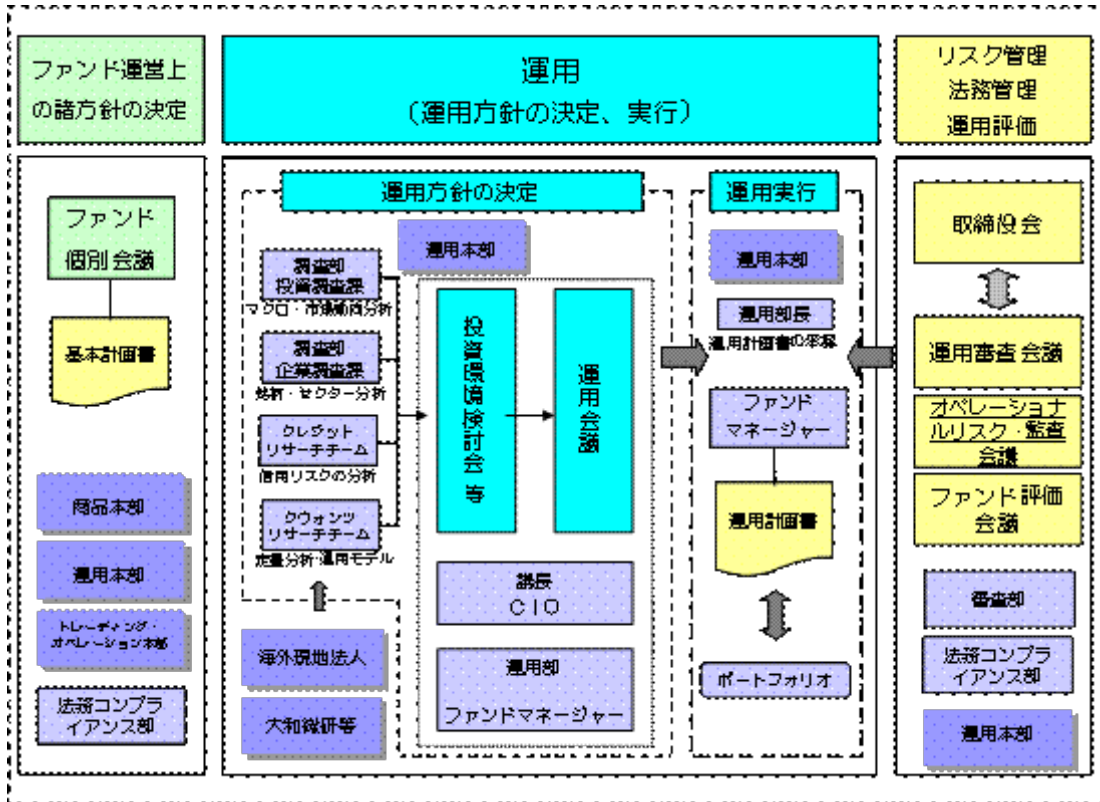 ファンド運営上
の諸方針の決定
運用
（運用方針の決定、実行）
リスク管理
法務管理
運用評価
ファンド
個別会議
基本計画書
商品本部
運用本部
トレーディング・
オペレーション本部
法務コンプラ
イアンス部
運用方針の決定
運用本部
調査部
投資調査課
マクロ・市場動向分析
調査部
企業調査課
銘柄・セクター分析
クレジット
リサーチチーム
信用リスクの分析
クウォンツ
リサーチチーム
定量分析・運用モデル
海外現地法人
大和総研等
投資環境検討会 等
運用会議
議長
ＣＩＯ
運用部
ファンドマネージャー
運用実行
運用本部
運用部長
運用計画書の承認
ファンド
マネージャー
運用計画書
ポートフォリオ
取締役会
運用審査会議
オペレーショナ
ルリスク・監査
会議
ファンド評価
会議
審査部
法務コンプラ
イアンス部
運用本部